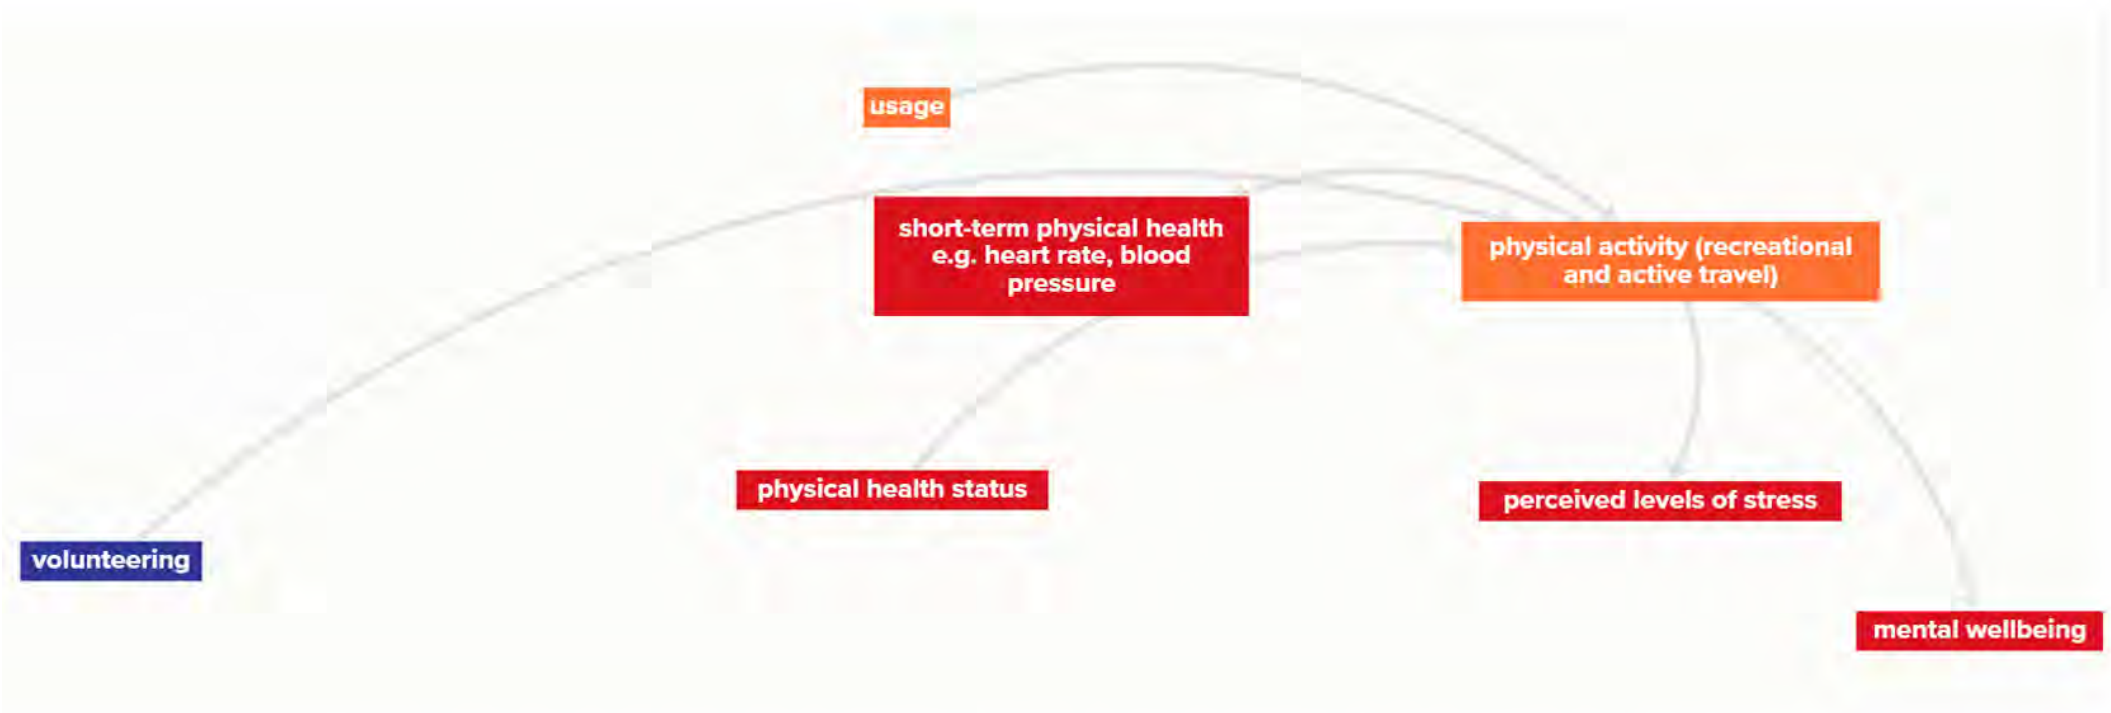 usage
short-term physical health
e.g. heart rate, blood
pressure
physical activity (recreational
and active travel)
physical health status
perceived levels of stress
volunteering
mental wellbeing